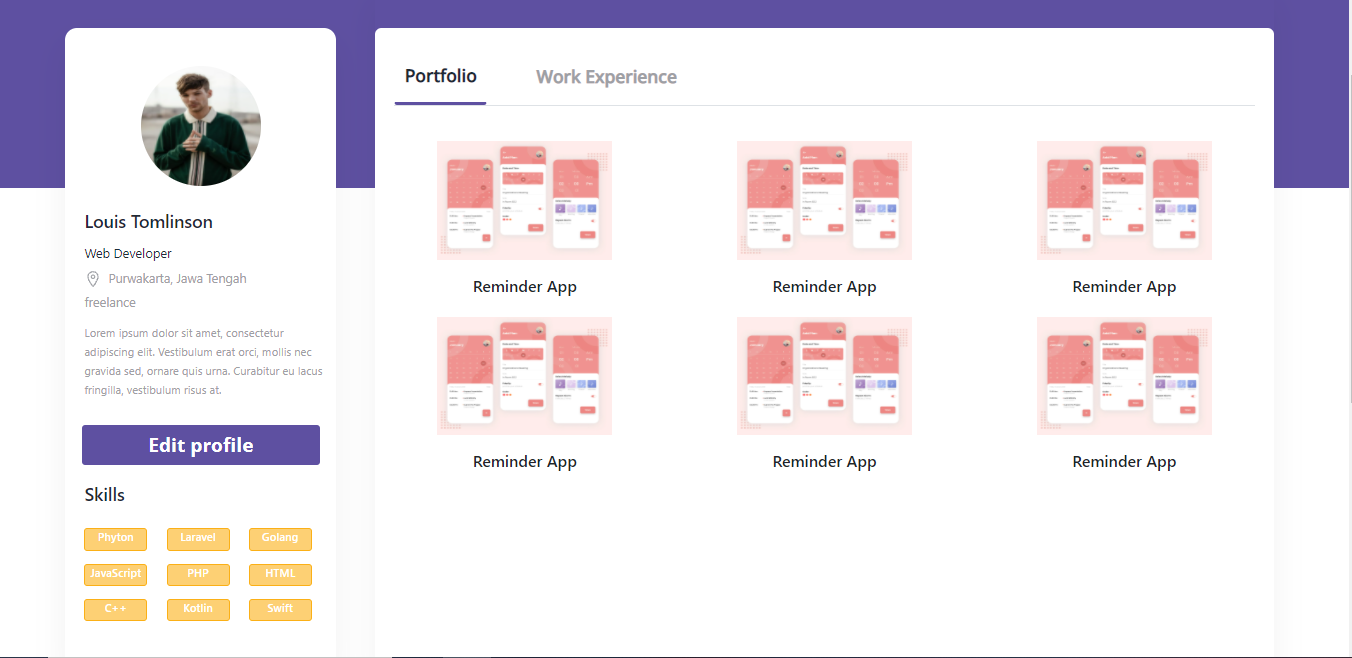 Louis Tomlinson
Web Developer
Purwakarta, Jawa Tengah
freelance
Lorem ipsum dolor sit amet, consectetur
adipiscing elit. Vestibulum erat orci, mollis nec
gravida sed, ornare quis urna. Curabitur eu lacus
fringilla, vestibulum risus at.
Edit profile
Skills
Phyton Laravel Golang
JavaScript PHP HTML
C++ Kotlin Swift
Portfolio Work Experience
Reminder App Reminder App Reminder App
Reminder App Reminder App Reminder App